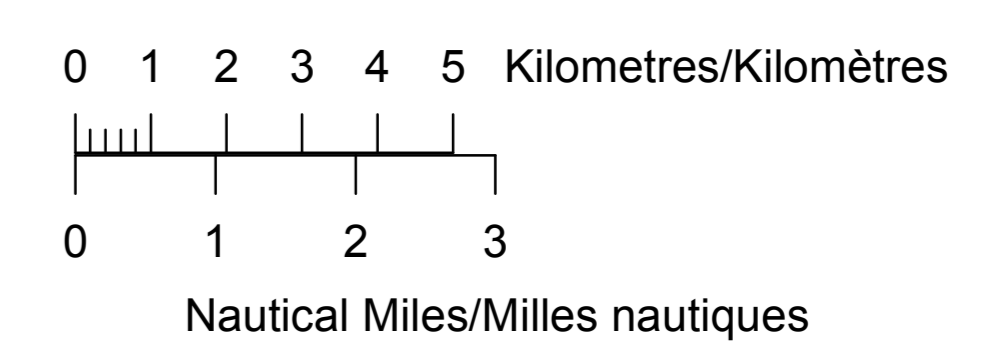 0 1 2 3 4 5 Kilometres/Kilomètres
0 1 2 3
Nautical Miles/Milles nautiques